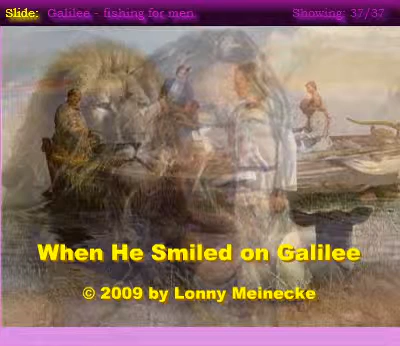 Slide: Galilee - fishing for men Showing: 37/37
When He Smiled on Galilee
© 2009 by Lonny Meinecke